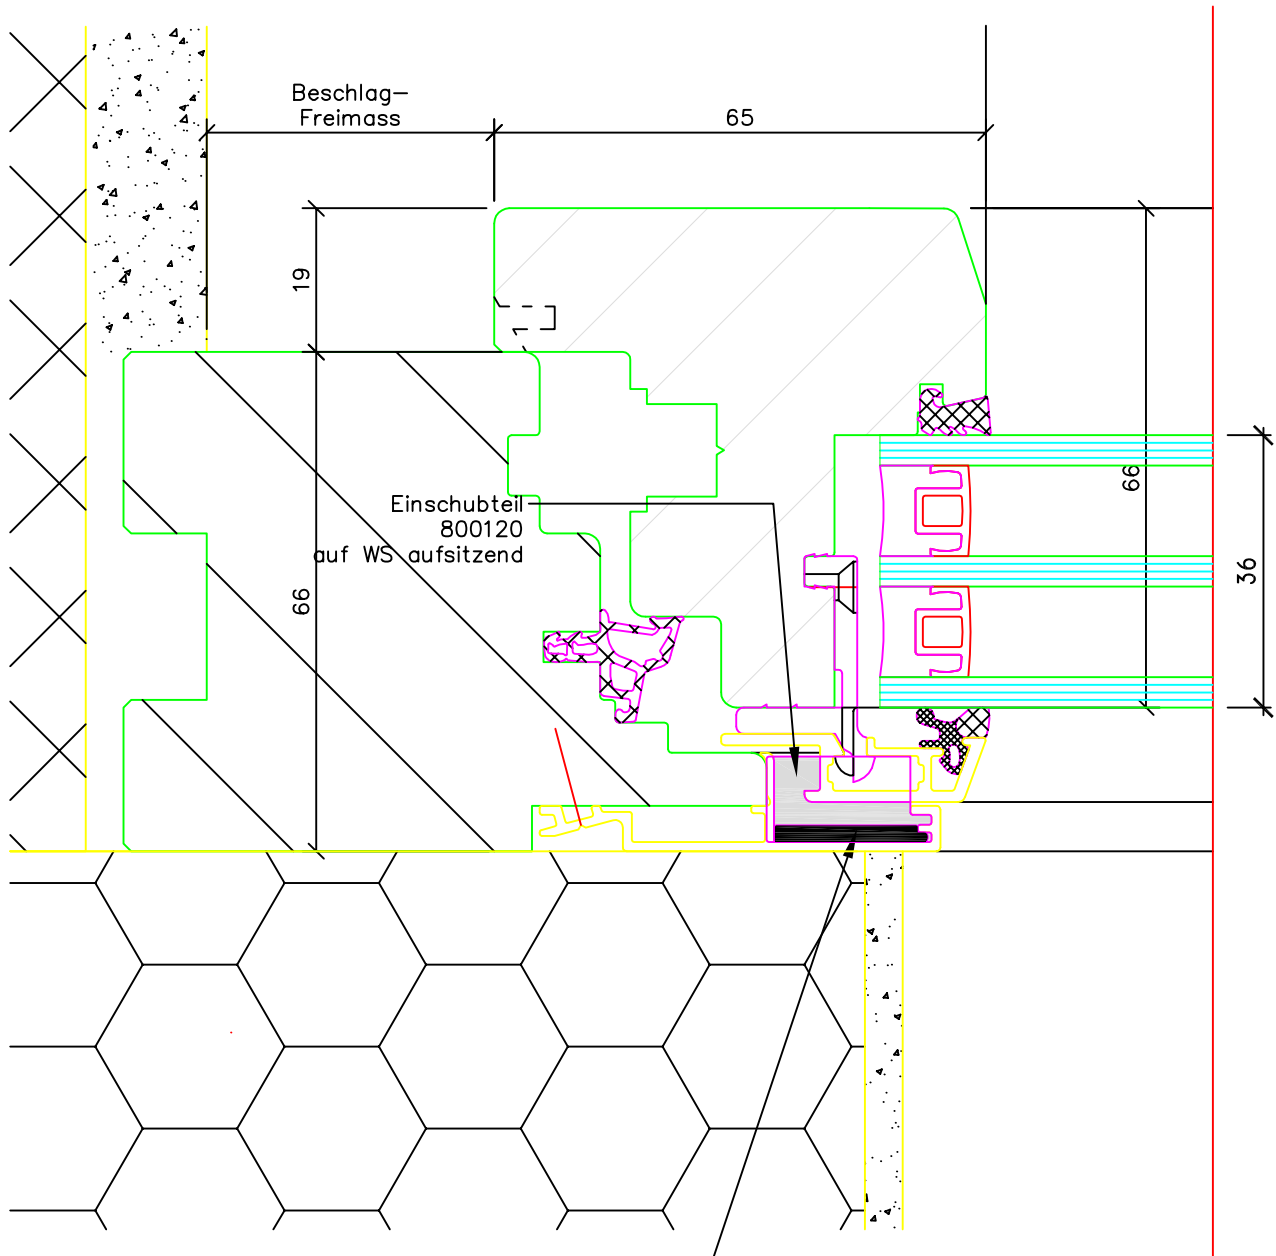 Beschlag-
Freimass
65
19
66
66
36
Einschubteil
800120
auf WS aufsitzend